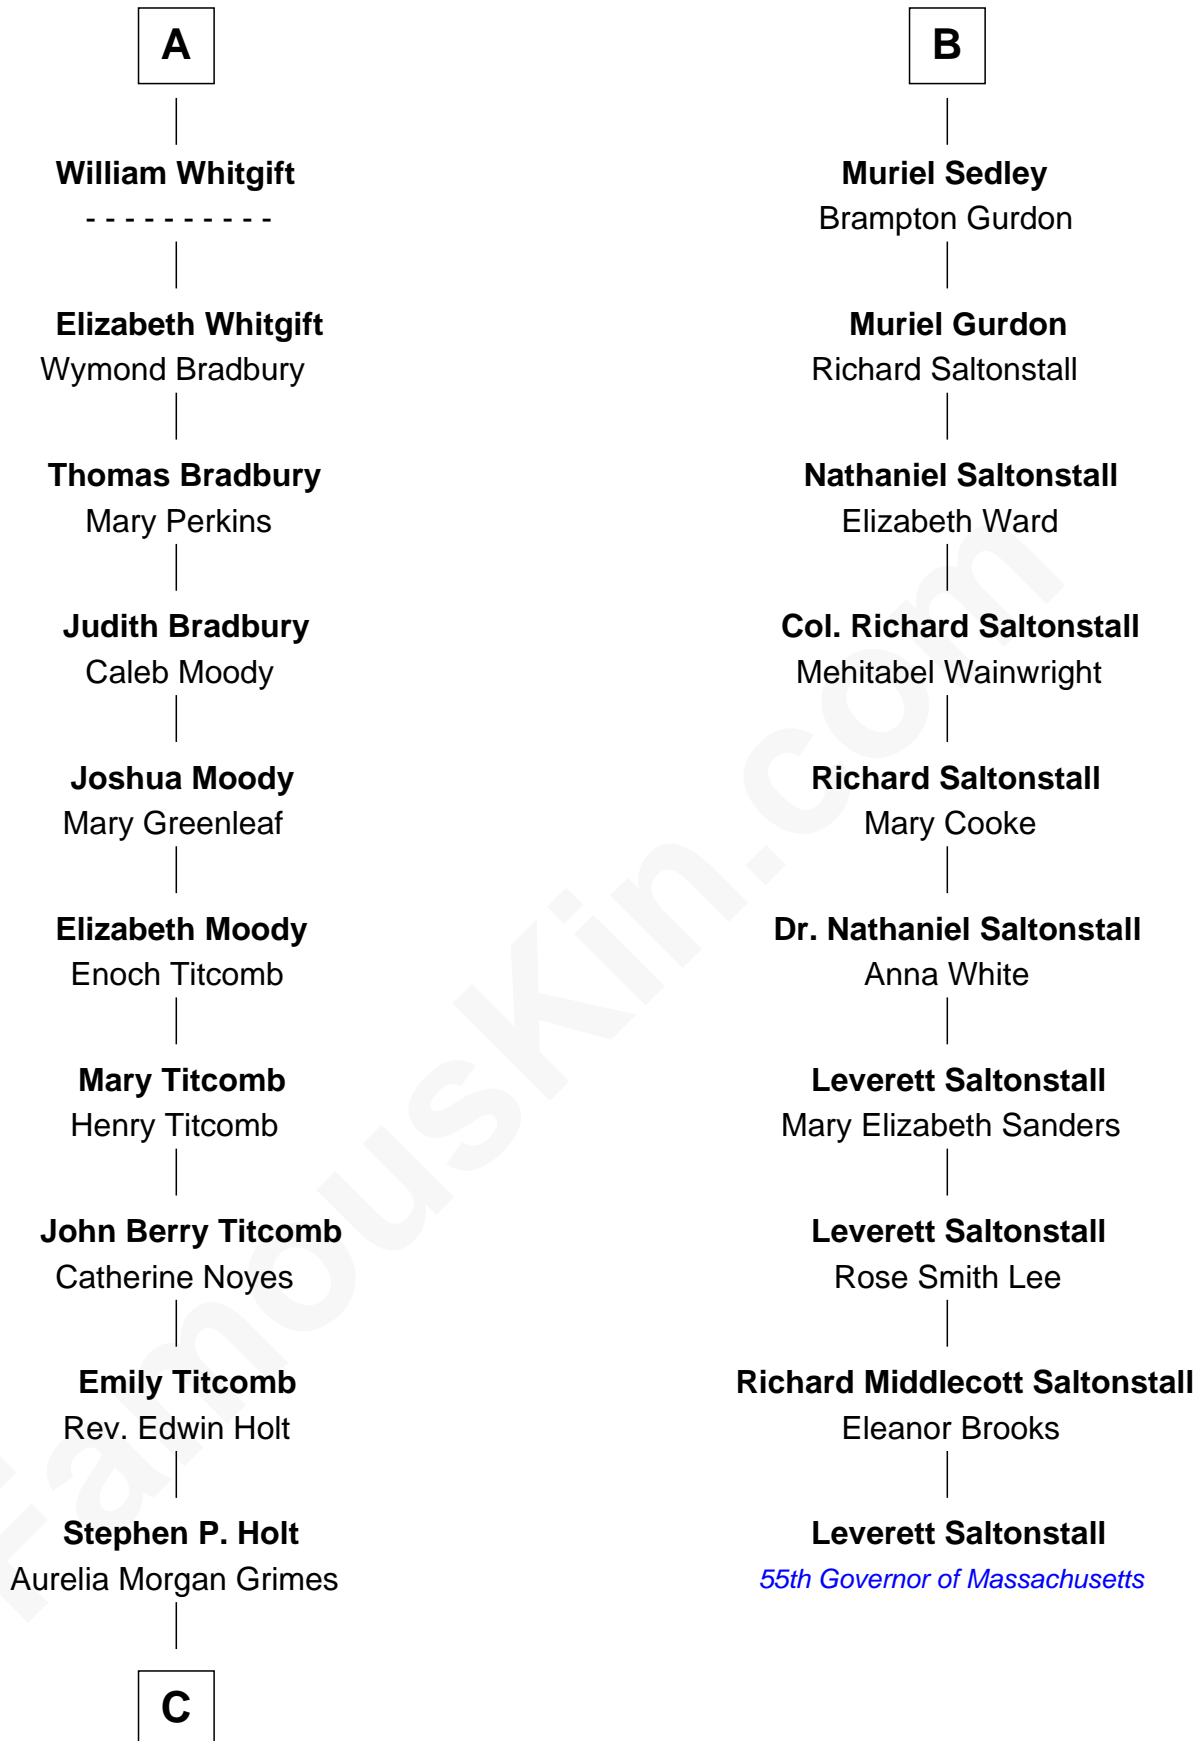 A
William Whitgift
- - - - - - - - - -
Elizabeth Whitgift
Wymond Bradbury
Thomas Bradbury
Mary Perkins
Judith Bradbury
Caleb Moody
Joshua Moody
Mary Greenleaf
Elizabeth Moody
Enoch Titcomb
Mary Titcomb
Henry Titcomb
John Berry Titcomb
Catherine Noyes
Emily Titcomb
Rev. Edwin Holt
Stephen P. Holt
Aurelia Morgan Grimes
C
B
Muriel Sedley
Brampton Gurdon
Muriel Gurdon
Richard Saltonstall
Nathaniel Saltonstall
Elizabeth Ward
Col. Richard Saltonstall
Mehitabel Wainwright
Richard Saltonstall
Mary Cooke
Dr. Nathaniel Saltonstall
Anna White
Leverett Saltonstall
Mary Elizabeth Sanders
Leverett Saltonstall
Rose Smith Lee
Richard Middlecott Saltonstall
Eleanor Brooks
Leverett Saltonstall
55th Governor of Massachusetts
FamousKin.com